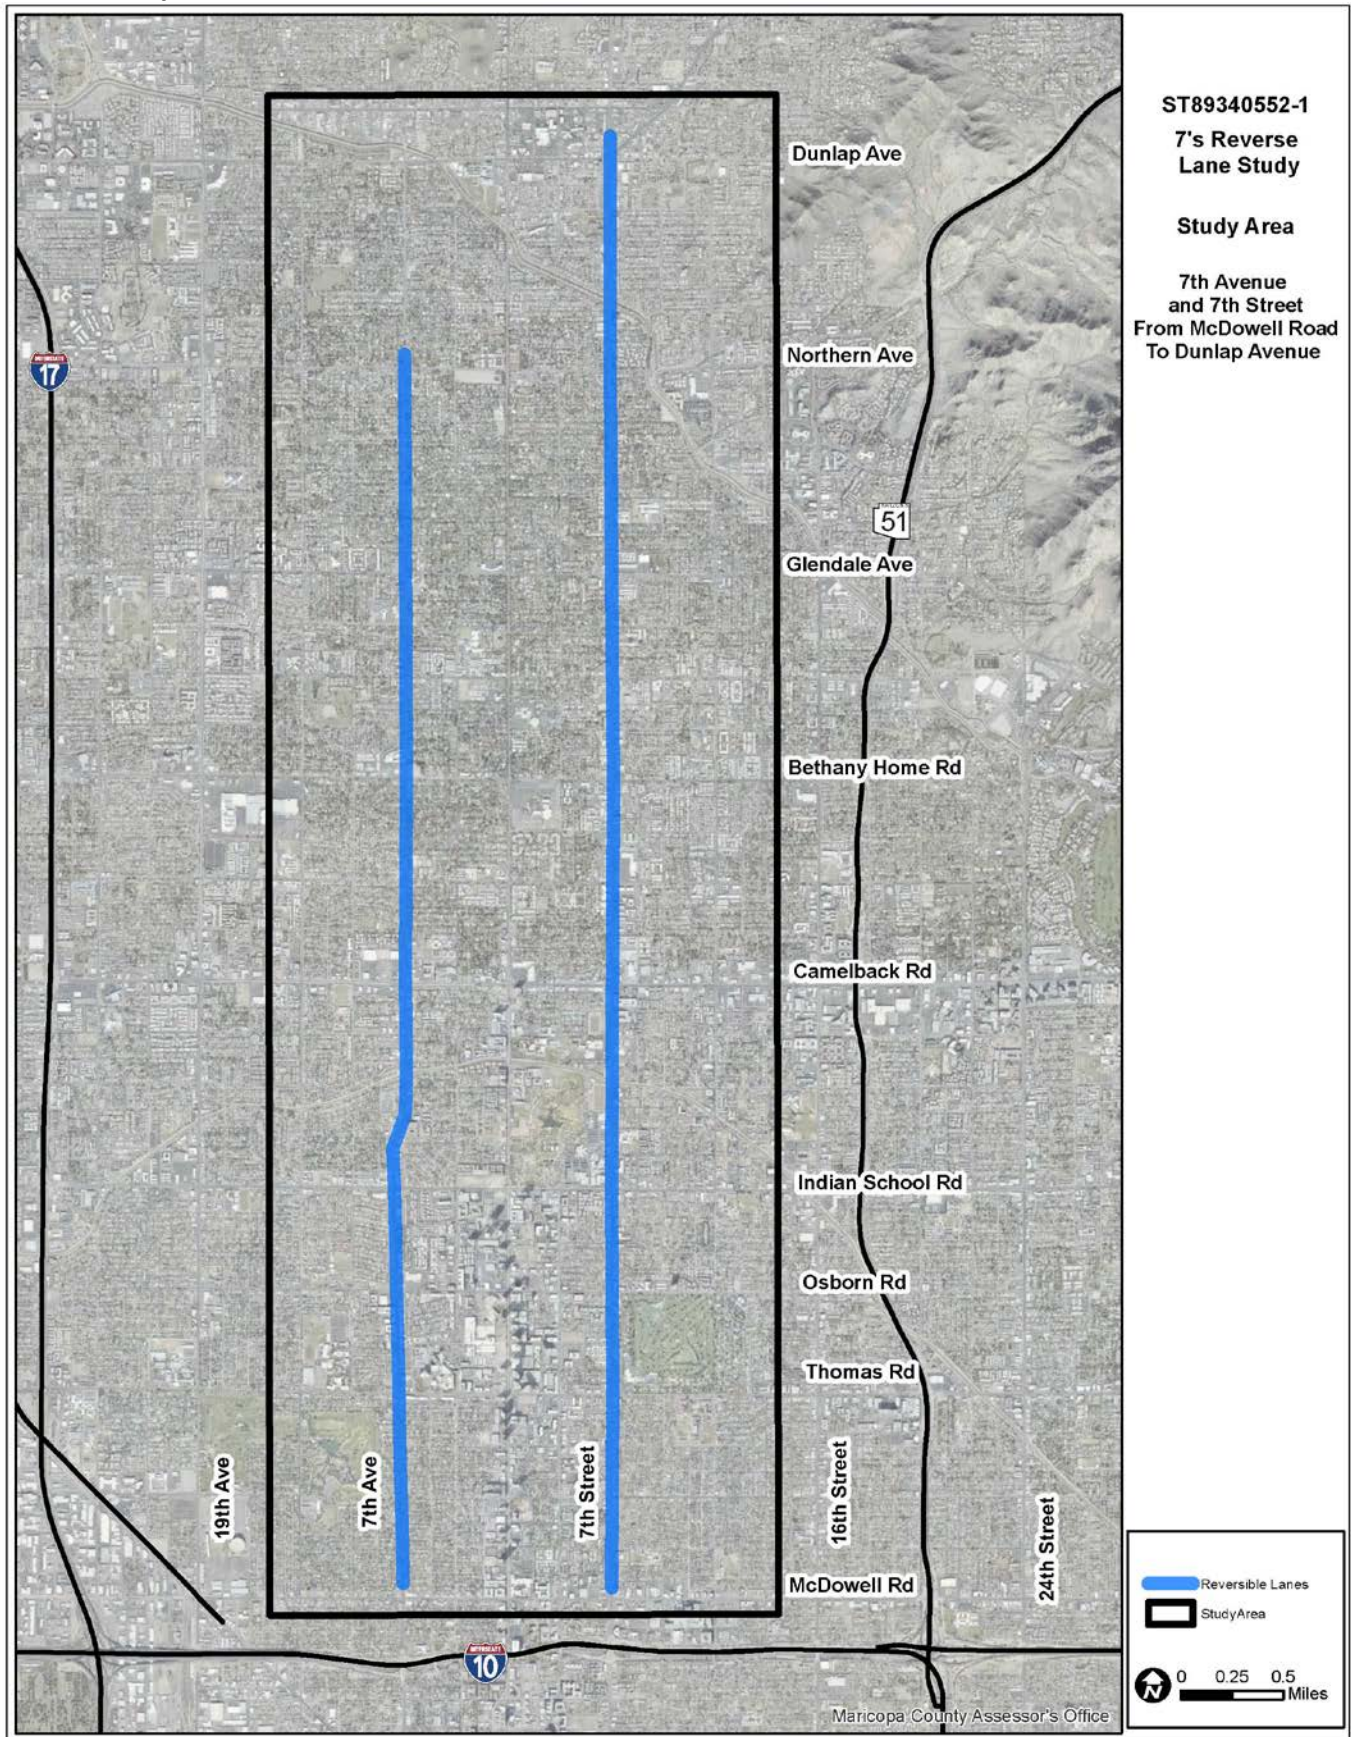 ST89340552-1
7's Reverse
Lane Study
Study Area
7th Avenue
and 7th Street
From McDowell Road
To Dunlap Avenue
Dunlap Ave
Northern Ave
INTERSTATE
17
51
Glendale Ave
Bethany Home Rd
Camelback Rd
Indian School Rd
Osborn Rd
Thomas Rd
19th Ave
7th Ave
7th Street
16th Street
24th Street
McDowell Rd
INTERSTATE
10
Reversible Lanes
StudyArea
N
0 0.25 0.5
Miles
Maricopa County Assessor's Office